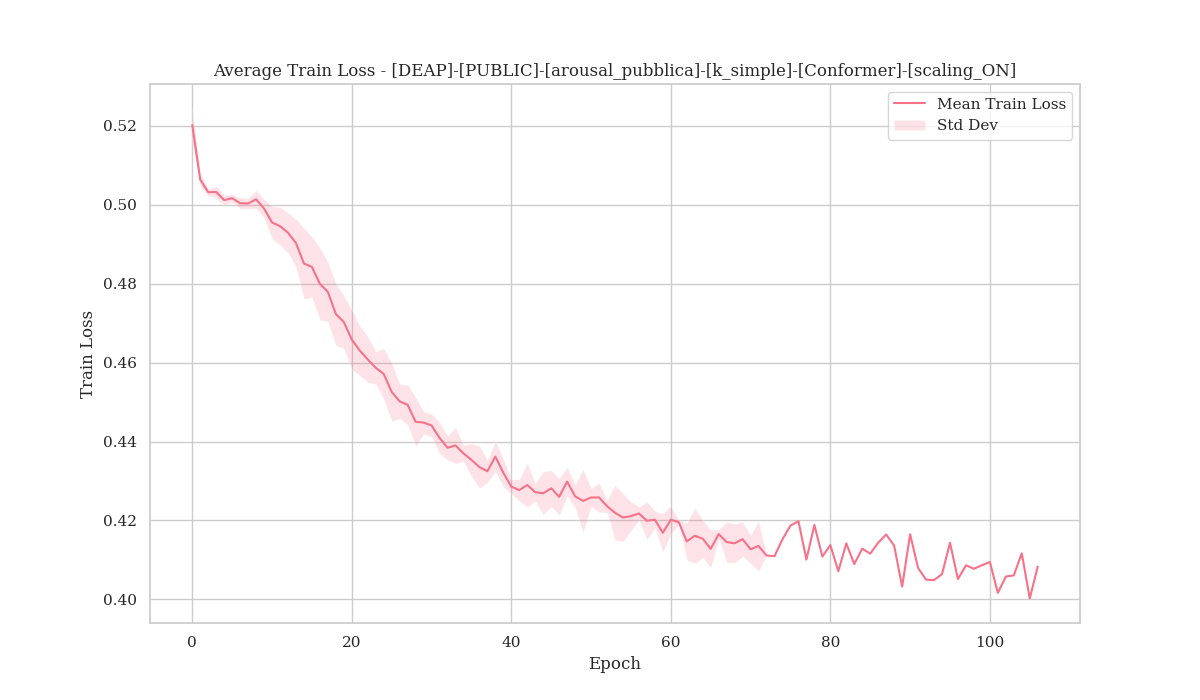 Average Train Loss - [DEAP]-[PUBLIC]-[arousal_pubblica]-[k_simple]-[Conformer]-[scaling_ON]
Mean Train Loss
Std Dev
0.52
0.50
0.48
0.46
0.44
0.42
0.40
Train Loss
0 20 40 60 80 100
Epoch